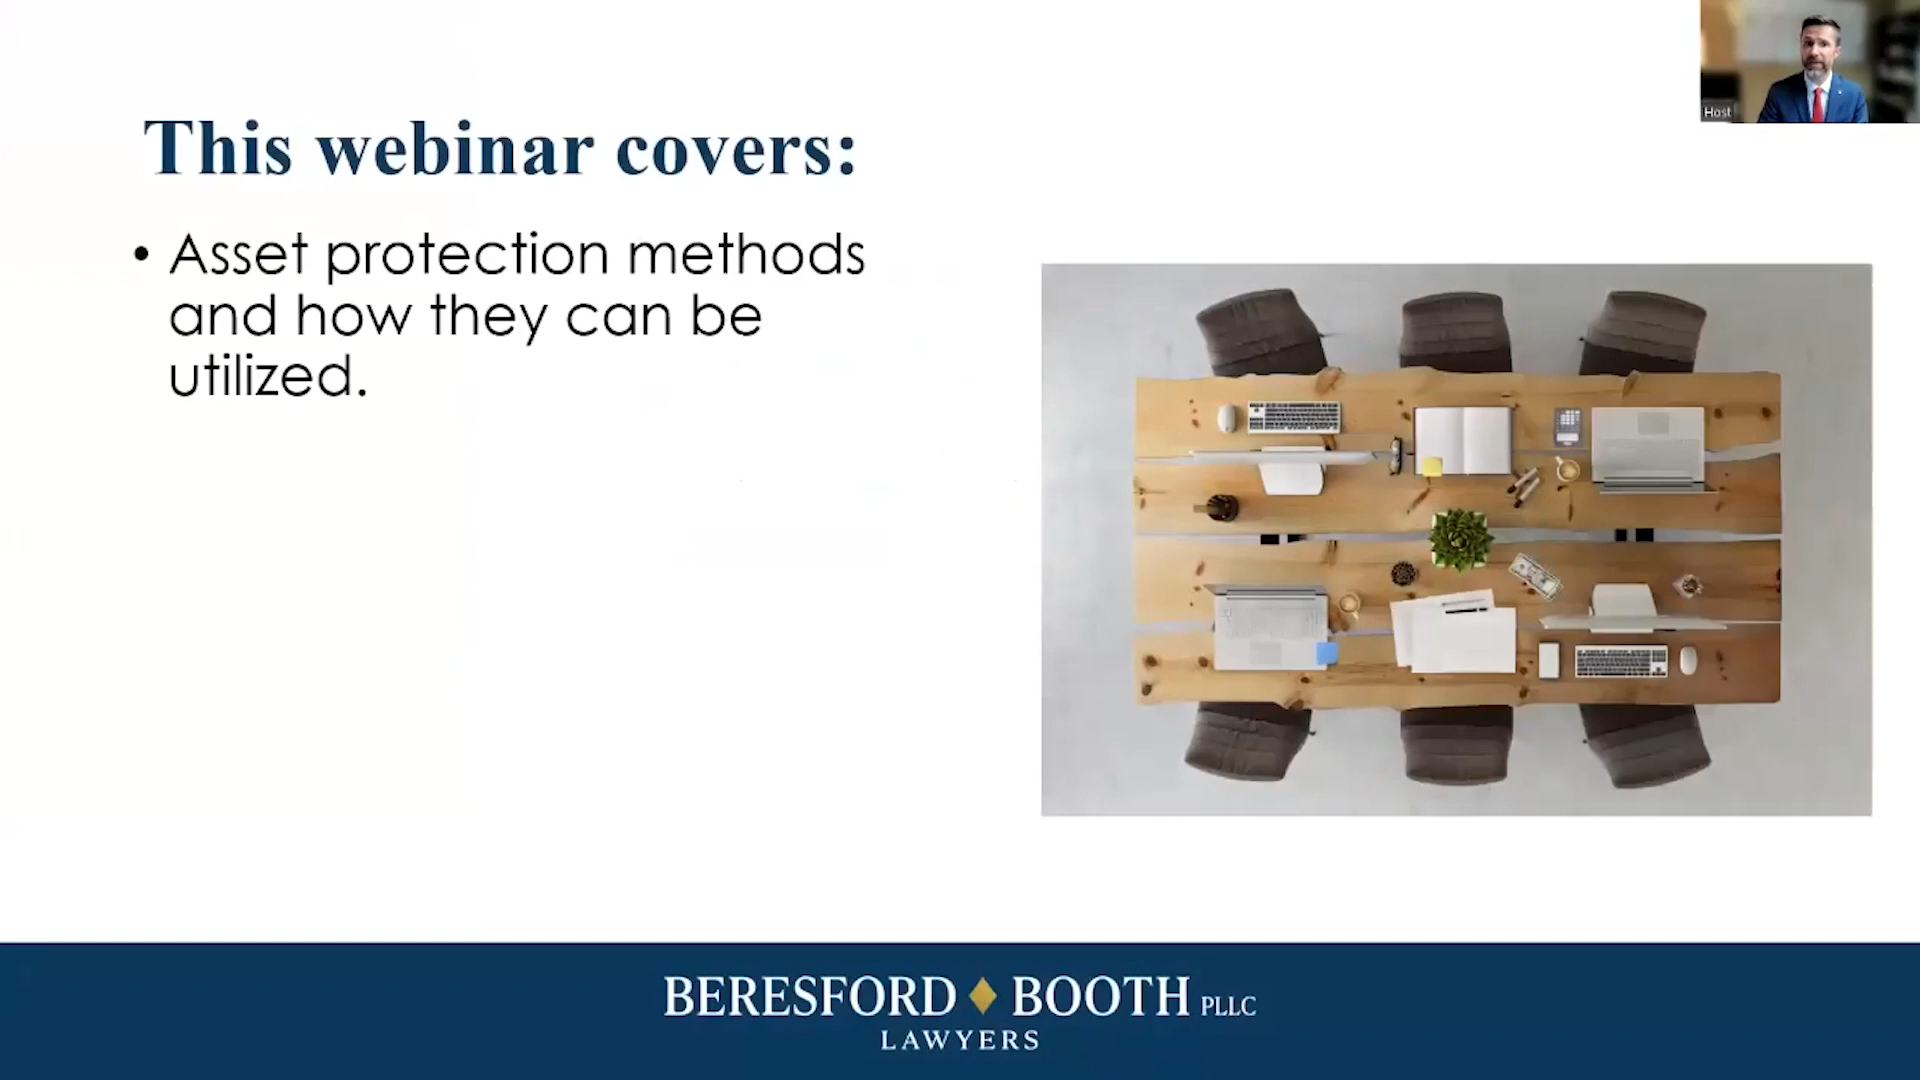 Host
This webinar covers:
• Asset protection methods
and how they can be
utilized.
BERESFORD BOOTH PLLC
LAWYERS